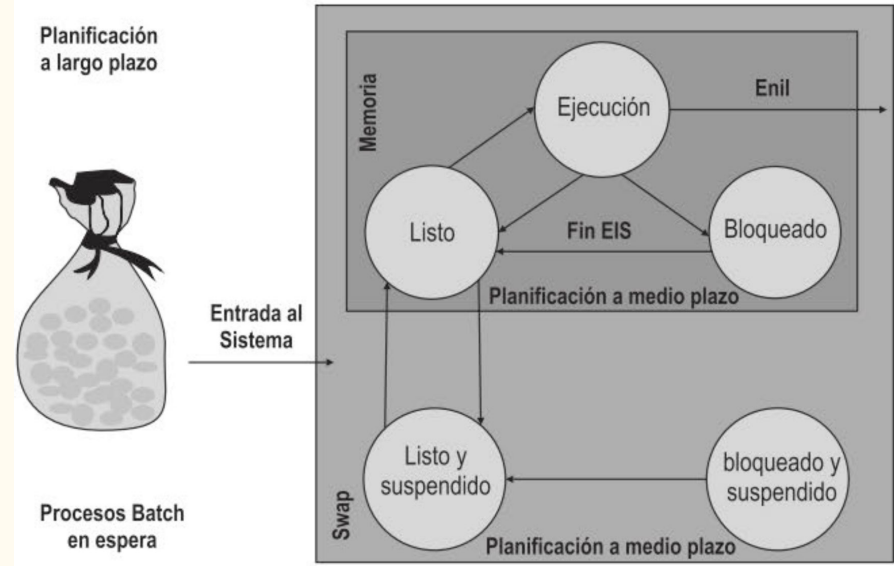 Planificación
a largo plazo
Entrada al
Sistema
Procesos Batch
en espera
Memoria
Ejecución
Enil
Listo
Fin EIS
Bloqueado
Planificación a medio plazo
Swap
Listo y
suspendido
bloqueado y
suspendido
Planificación a medio plazo